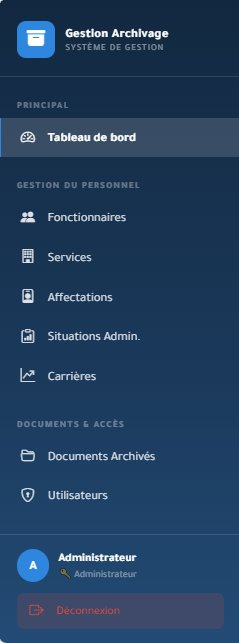 Gestion Archivage
SYSTÈME DE GESTION
PRINCIPAL
Tableau de bord
GESTION DU PERSONNEL
Fonctionnaires
Services
Affectations
Situations Admin.
Carrières
DOCUMENTS & ACCÈS
Documents Archivés
Utilisateurs
A
Administrateur
Administrateur
Déconnexion